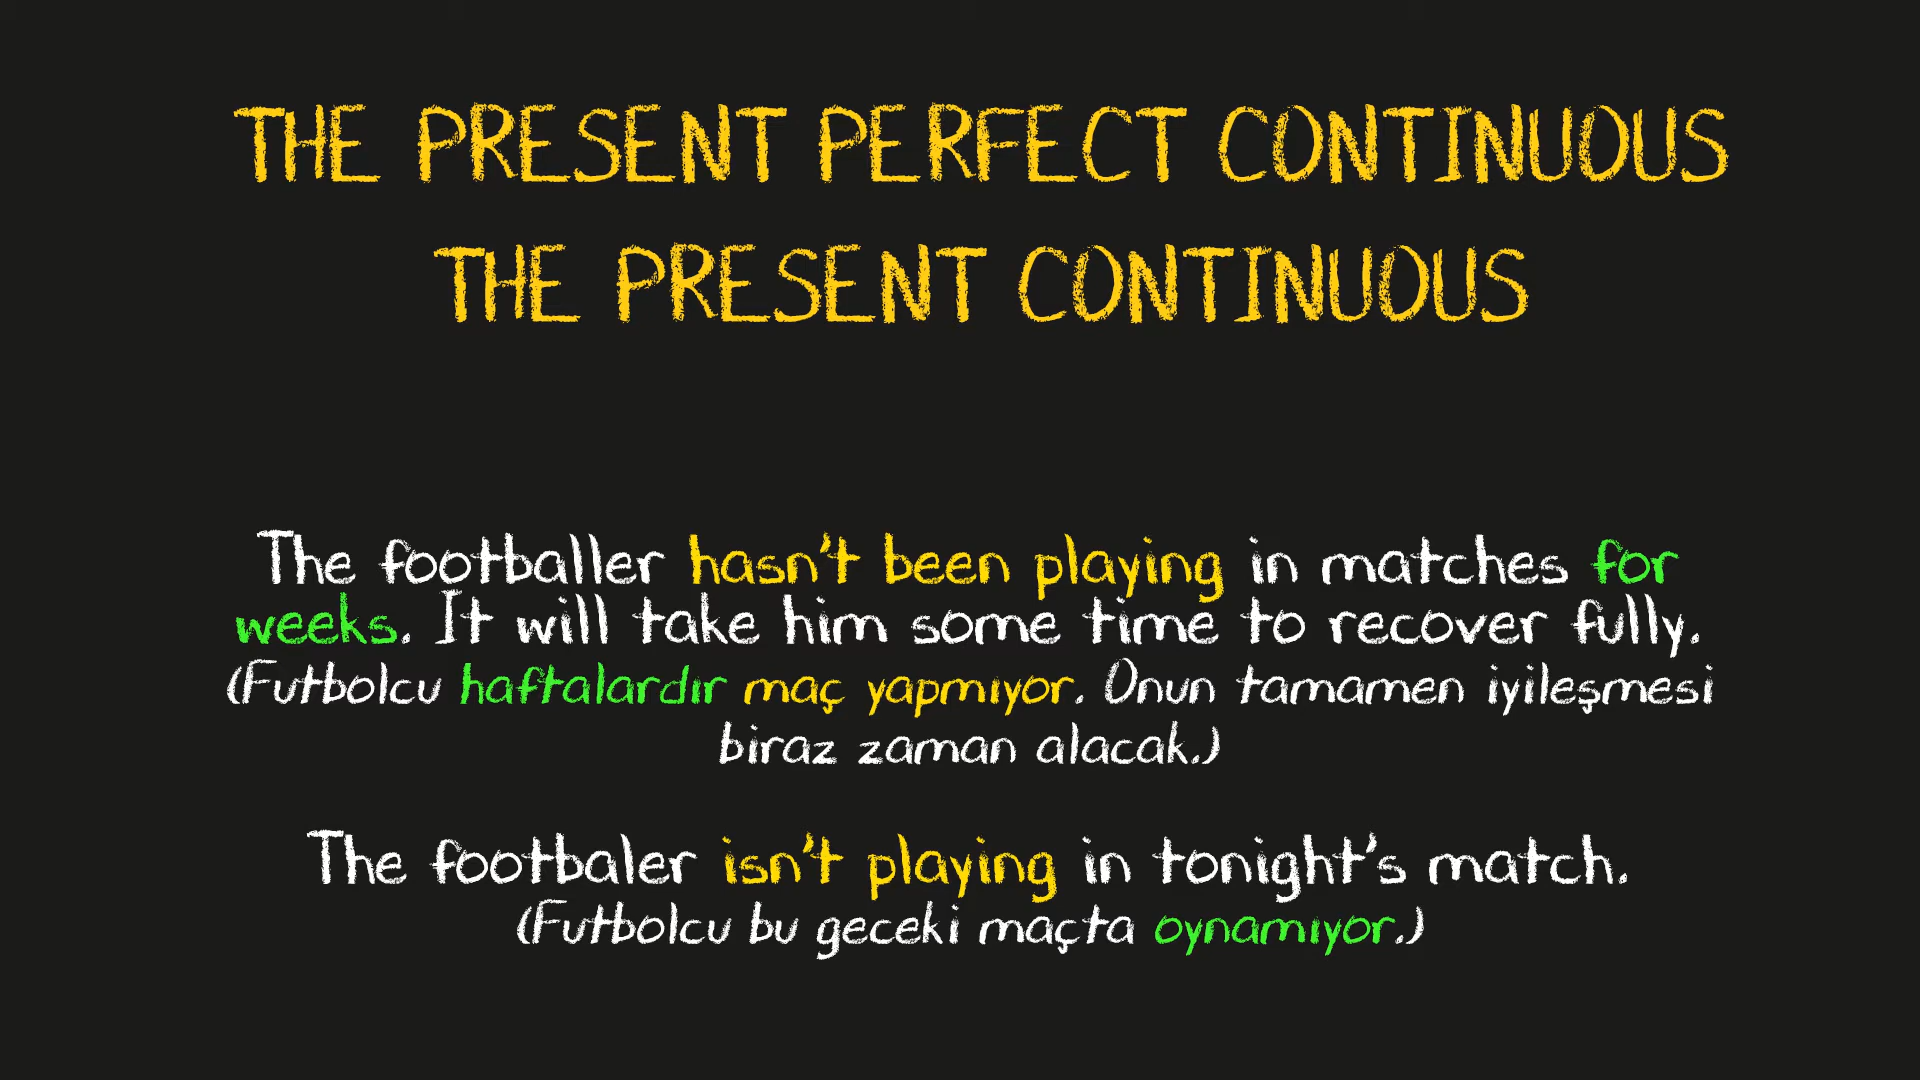 THE PRESENT PERFECT CONTINUOUS
THE PRESENT CONTINUOUS
The footballer hasn't been playing in matches for
weeks. It will take him some time to recover fully.
(Futbolcu haftalardır maç yapmıyor. Onun tamamen iyileşmesi
biraz zaman alacak.)
The footbaler isn't playing in tonight's match.
(Futbolcu bu geceki maçta oynamıyor.)